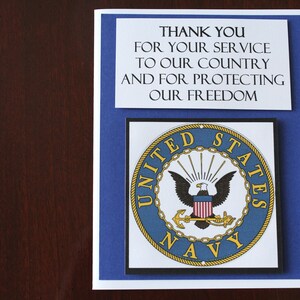 THANK YOU
FOR YOUR SERVICE
TO OUR COUNTRY
AND FOR PROTECTING
OUR FREEDOM
UNITED STATES
NAVY